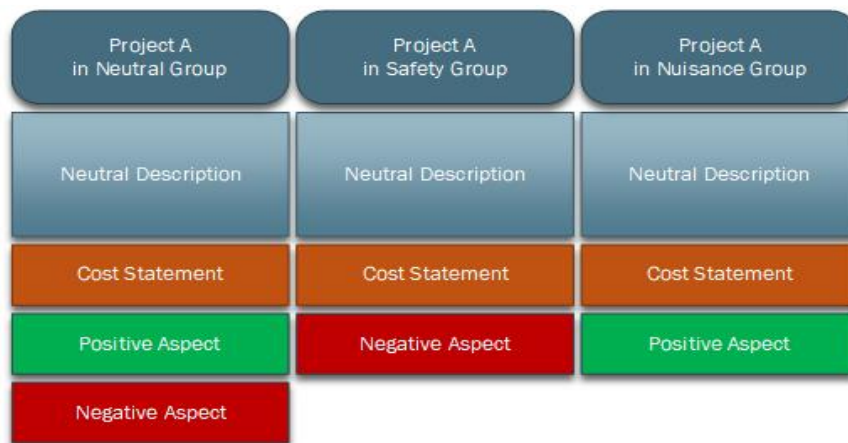 Project A
in Neutral Group
Project A
in Safety Group
Project A
in Nuisance Group
Neutral Description
Neutral Description
Neutral Description
Cost Statement
Cost Statement
Cost Statement
Positive Aspect
Negative Aspect
Positive Aspect
Negative Aspect